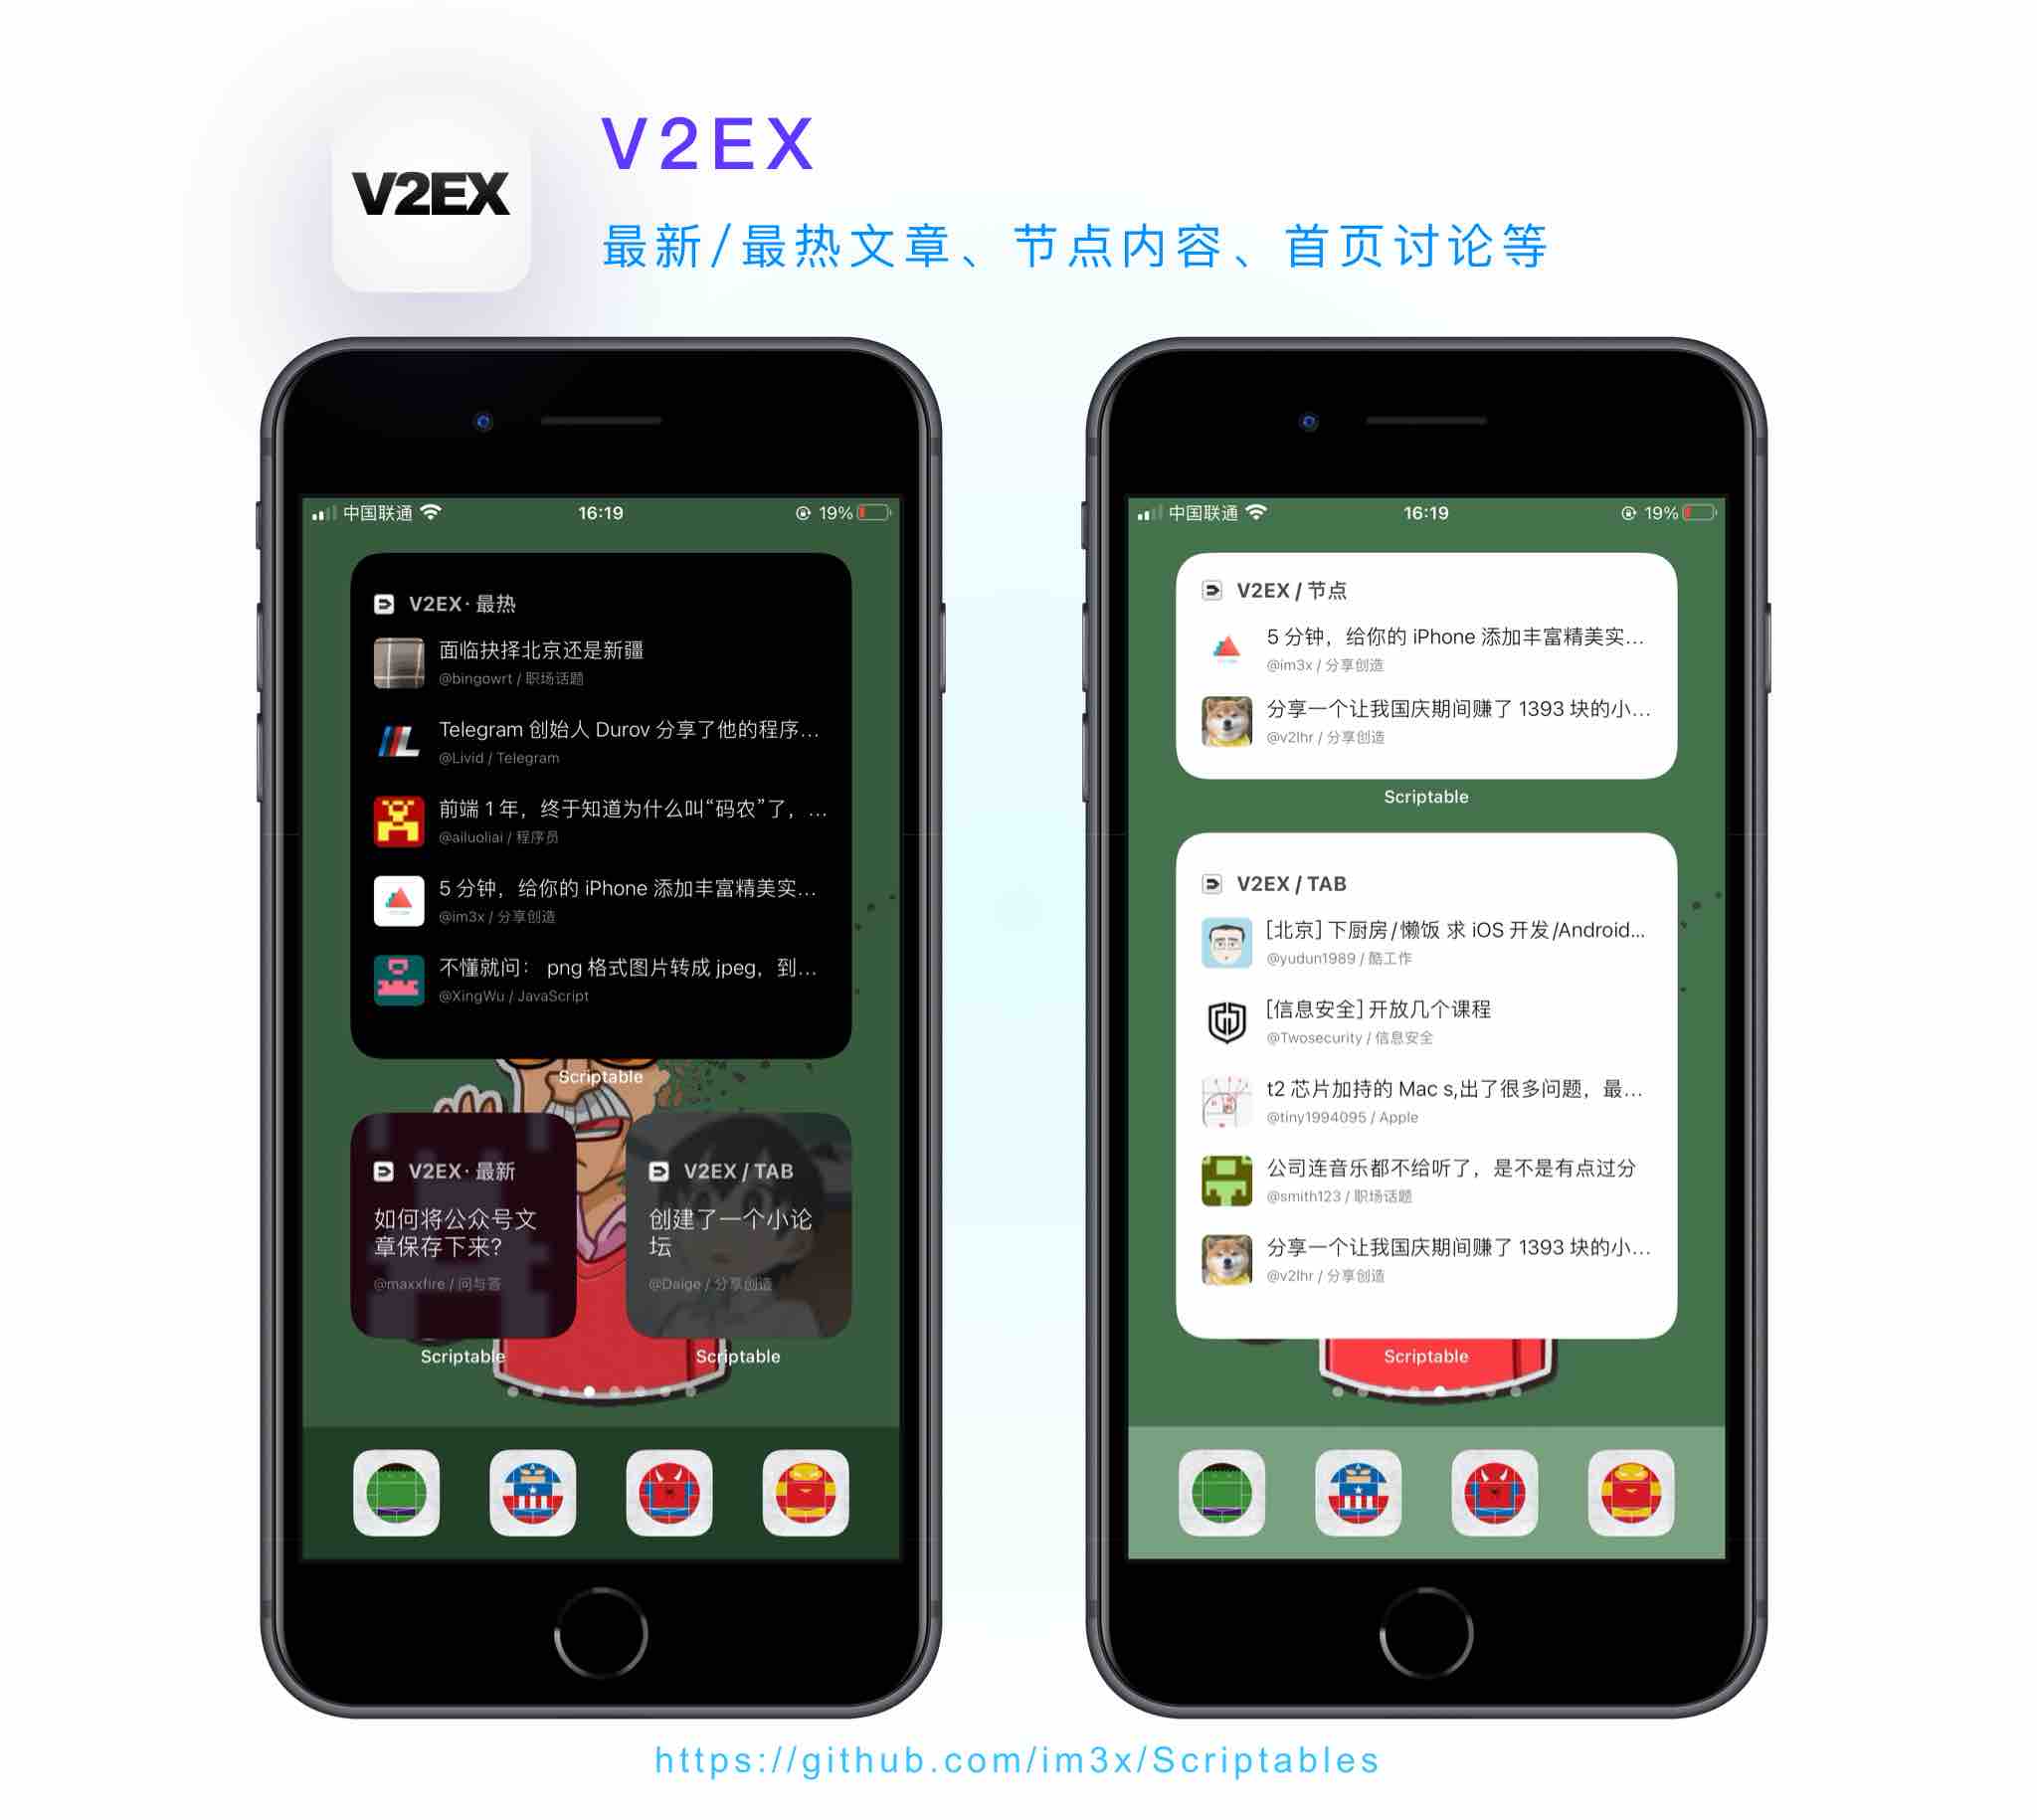 V2EX
V2EX
最新/最热文章、节点内容、首页讨论等
中国联通
16:19
19%
V2EX · 最热
面临抉择北京还是新疆
@bingowrt / 职场话题
Telegram 创始人 Durov 分享了他的程序...
@Livid / Telegram
前端 1 年，终于知道为什么叫“码农”了，...
@ailuoliai / 程序员
5 分钟，给你的 iPhone 添加丰富精美实...
@im3x / 分享创造
不懂就问： png 格式图片转成 jpeg，到...
@XingWu / JavaScript
Scriptable
V2EX · 最新
如何将公众号文
章保存下来？
@maxxfire / 问与答
Scriptable
V2EX / TAB
创建了一个小论
坛
@Daige / 分享创造
Scriptable
中国联通
16:19
19%
V2EX / 节点
5 分钟，给你的 iPhone 添加丰富精美实...
@im3x / 分享创造
分享一个让我国庆期间赚了 1393 块的小...
@v2lhr / 分享创造
Scriptable
V2EX / TAB
[北京] 下厨房/懒饭 求 iOS 开发/Android...
@yudun1989 / 酷工作
[信息安全] 开放几个课程
@Twosecurity / 信息安全
t2 芯片加持的 Mac s,出了很多问题，最...
@tiny1994095 / Apple
公司连音乐都不给听了，是不是有点过分
@smith123 / 职场话题
分享一个让我国庆期间赚了 1393 块的小...
@v2lhr / 分享创造
Scriptable
https://github.com/im3x/Scriptables